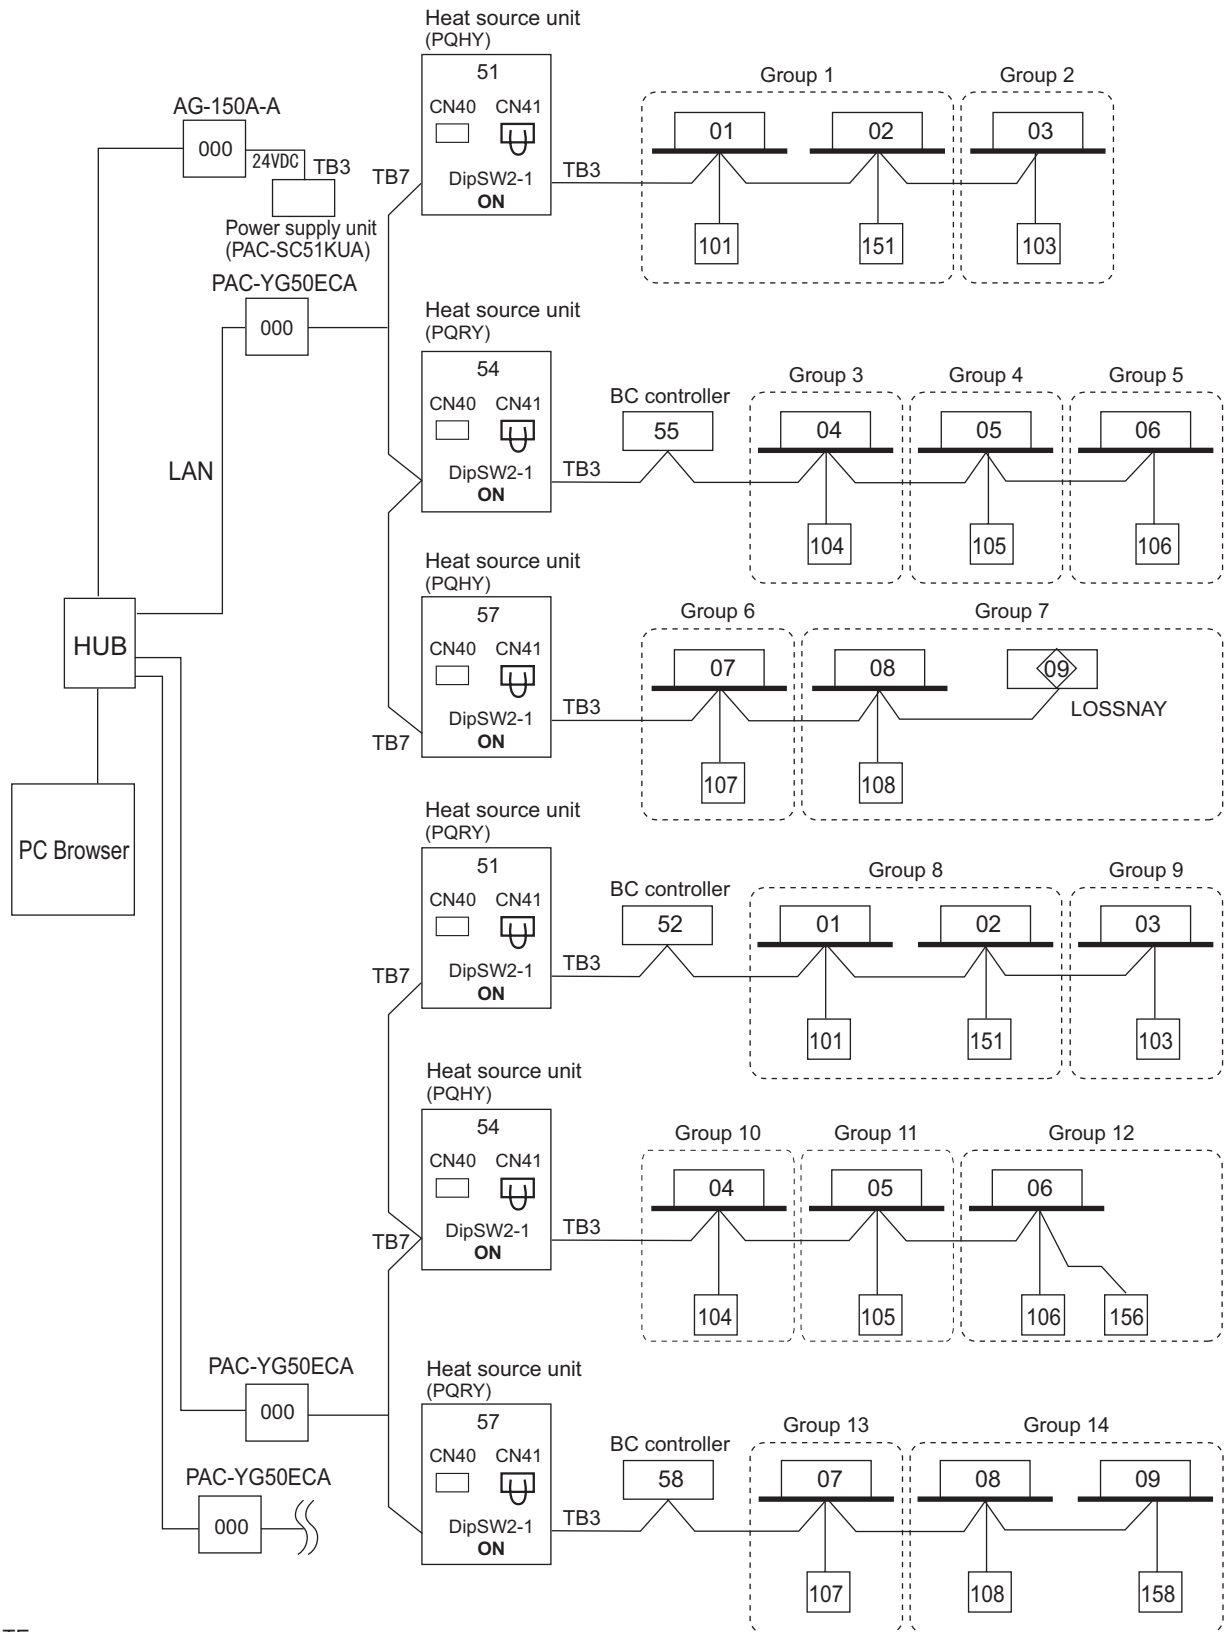 Heat source unit
(PQHY)
51
CN40 CN41
DipSW2-1
ON
TB7
TB3
Group 1
Group 2
01
02
03
101
151
103
AG-150A-A
000
24VDC
TB3
Power supply unit
(PAC-SC51KUA)
PAC-YG50ECA
000
Heat source unit
(PQRY)
54
CN40 CN41
DipSW2-1
ON
TB3
BC controller
55
Group 3
Group 4
Group 5
04
05
06
104
105
106
LAN
HUB
PC Browser
Heat source unit
(PQHY)
57
CN40 CN41
DipSW2-1
ON
TB7
TB3
Group 6
Group 7
07
08
09
LOSSNAY
107
108
Heat source unit
(PQRY)
51
CN40 CN41
DipSW2-1
ON
TB7
TB3
BC controller
52
Group 8
Group 9
01
02
03
101
151
103
Heat source unit
(PQHY)
54
CN40 CN41
DipSW2-1
ON
TB7
TB3
Group 10
Group 11
Group 12
04
05
06
104
105
106
156
PAC-YG50ECA
000
PAC-YG50ECA
000
Heat source unit
(PQRY)
57
CN40 CN41
DipSW2-1
ON
TB3
BC controller
58
Group 13
Group 14
07
08
09
107
108
158